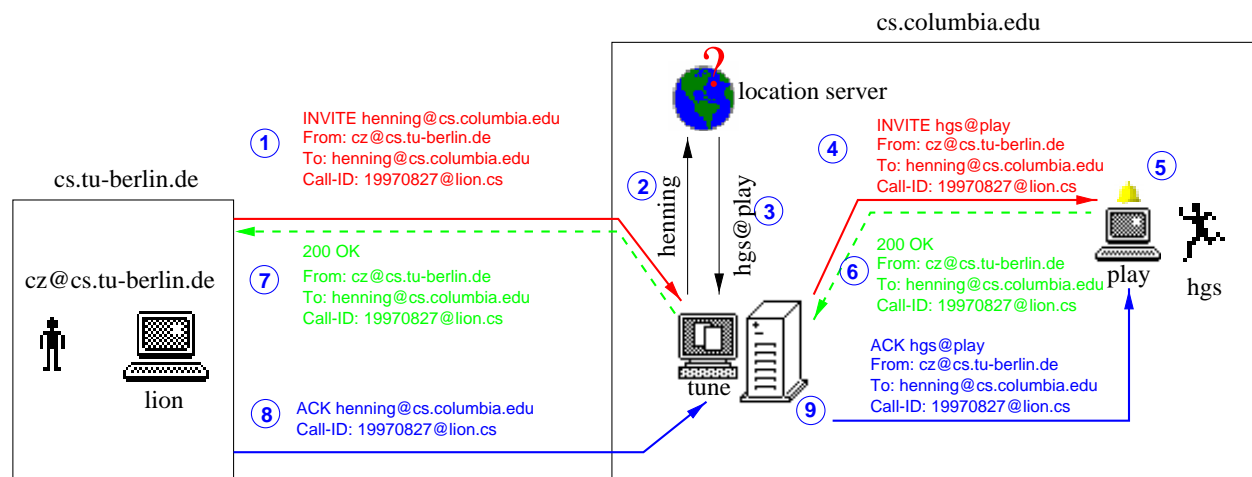 cs.columbia.edu
?
location server
1
INVITE henning@cs.columbia.edu
From: cz@cs.tu-berlin.de
To: henning@cs.columbia.edu
Call-ID: 19970827@lion.cs
2
henning
3
hgs@play
4
INVITE hgs@play
From: cz@cs.tu-berlin.de
To: henning@cs.columbia.edu
Call-ID: 19970827@lion.cs
5
cs.tu-berlin.de
cz@cs.tu-berlin.de
lion
7
200 OK
From: cz@cs.tu-berlin.de
To: henning@cs.columbia.edu
Call-ID: 19970827@lion.cs
6
200 OK
From: cz@cs.tu-berlin.de
To: henning@cs.columbia.edu
Call-ID: 19970827@lion.cs
play
hgs
tune
8
ACK henning@cs.columbia.edu
Call-ID: 19970827@lion.cs
9
ACK hgs@play
From: cz@cs.tu-berlin.de
To: henning@cs.columbia.edu
Call-ID: 19970827@lion.cs